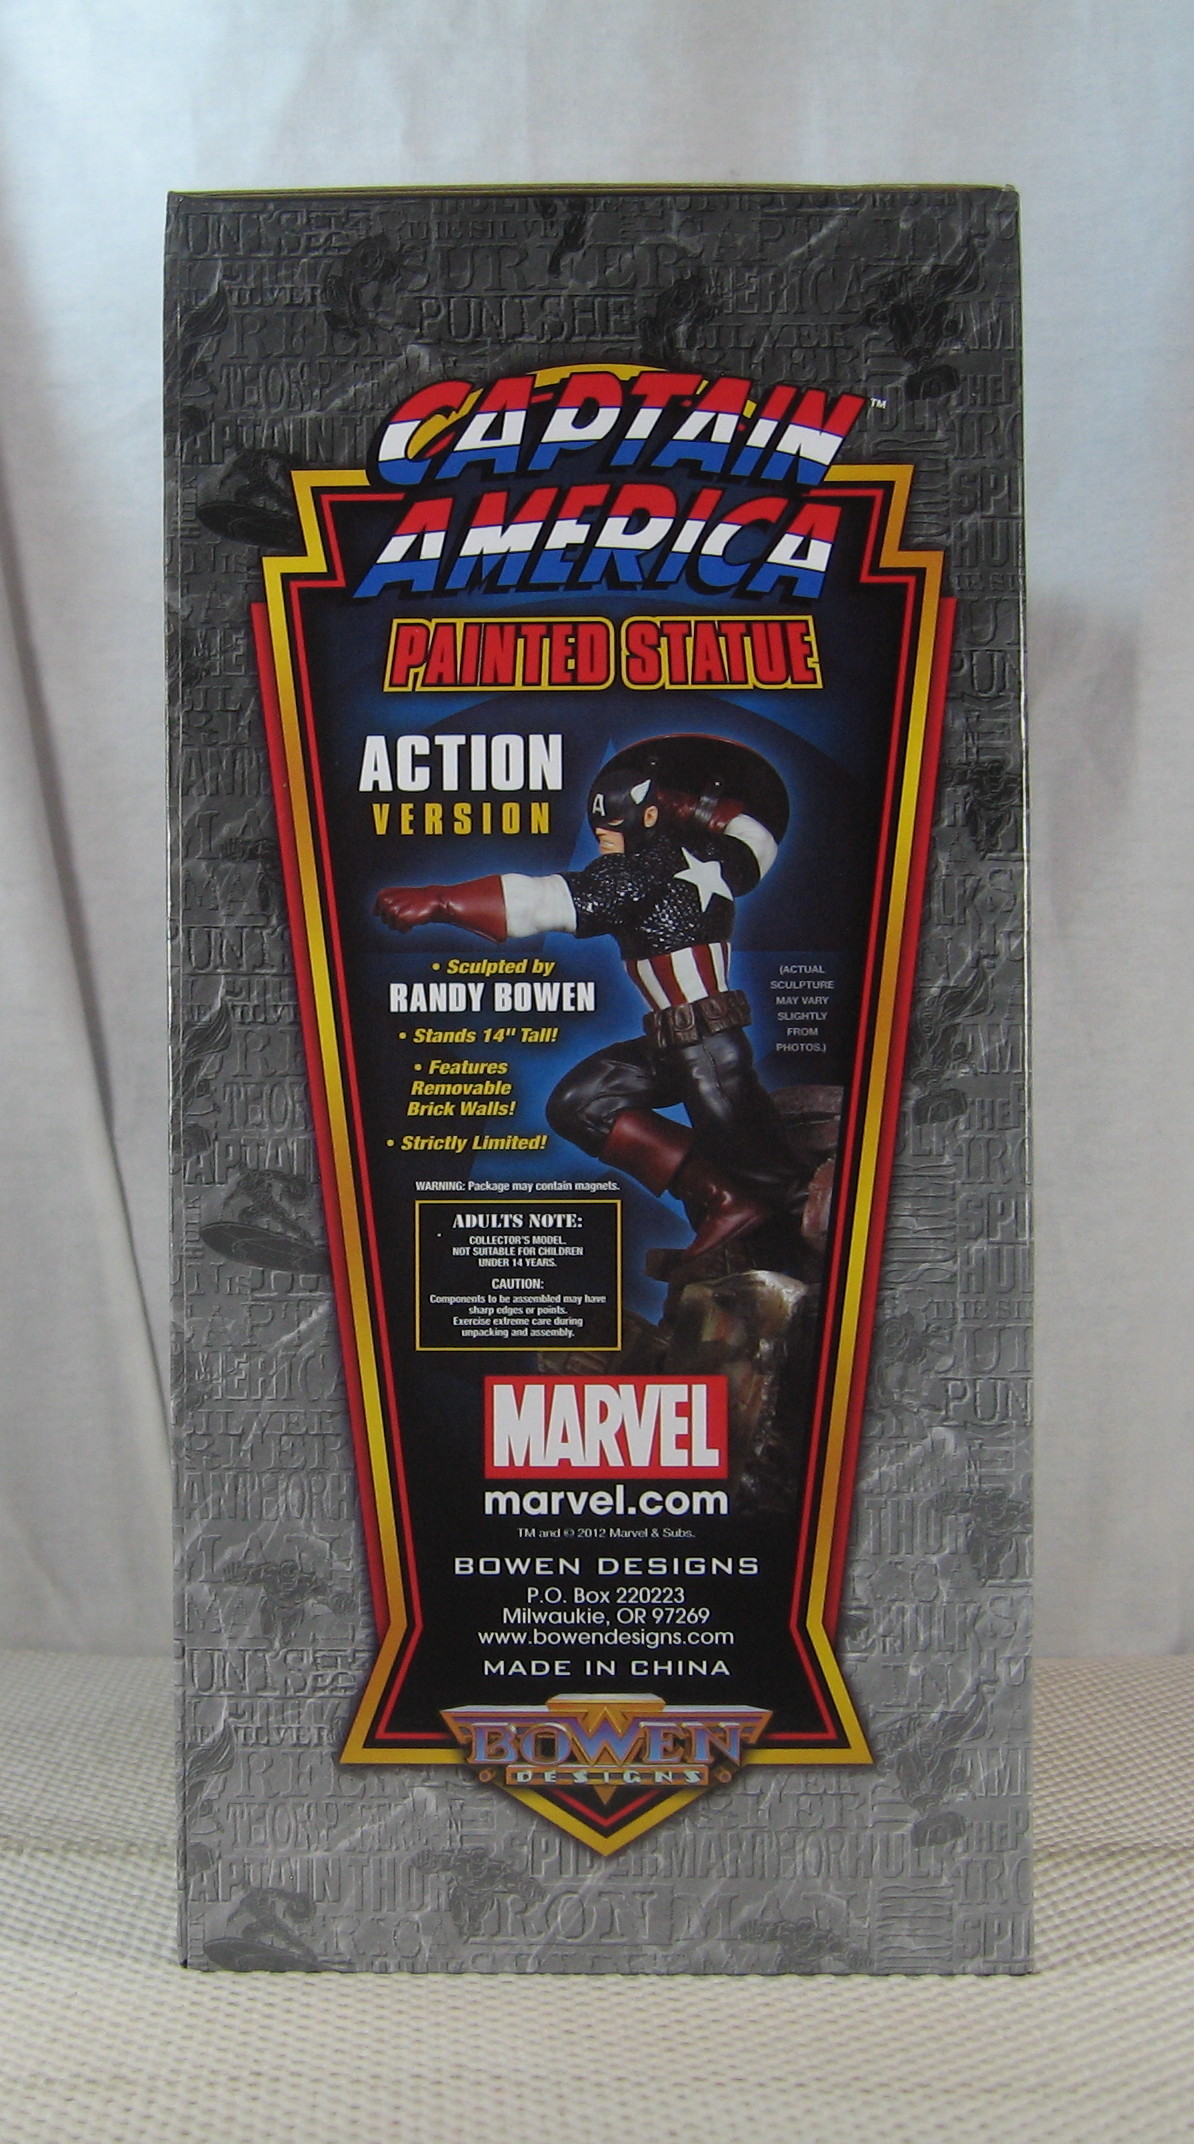 CAPTAIN ™
AMERICA
PAINTED STATUE
ACTION
VERSION
A
• Sculpted by
RANDY BOWEN
• Stands 14" Tall!
• Features
Removable
Brick Walls!
• Strictly Limited!
(ACTUAL
SCULPTURE
MAY VARY
SLIGHTLY
FROM
PHOTOS.)
WARNING: Package may contain magnets.
ADULTS NOTE:
COLLECTOR'S MODEL.
NOT SUITABLE FOR CHILDREN
UNDER 14 YEARS.
CAUTION:
Components to be assembled may have
sharp edges or points.
Exercise extreme care during
unpacking and assembly.
MARVEL
marvel.com
TM and © 2012 Marvel & Subs.
BOWEN DESIGNS
P.O. Box 220223
Milwaukie, OR 97269
www.bowendesigns.com
MADE IN CHINA
BOWEN
DESIGNS
IRON MAN